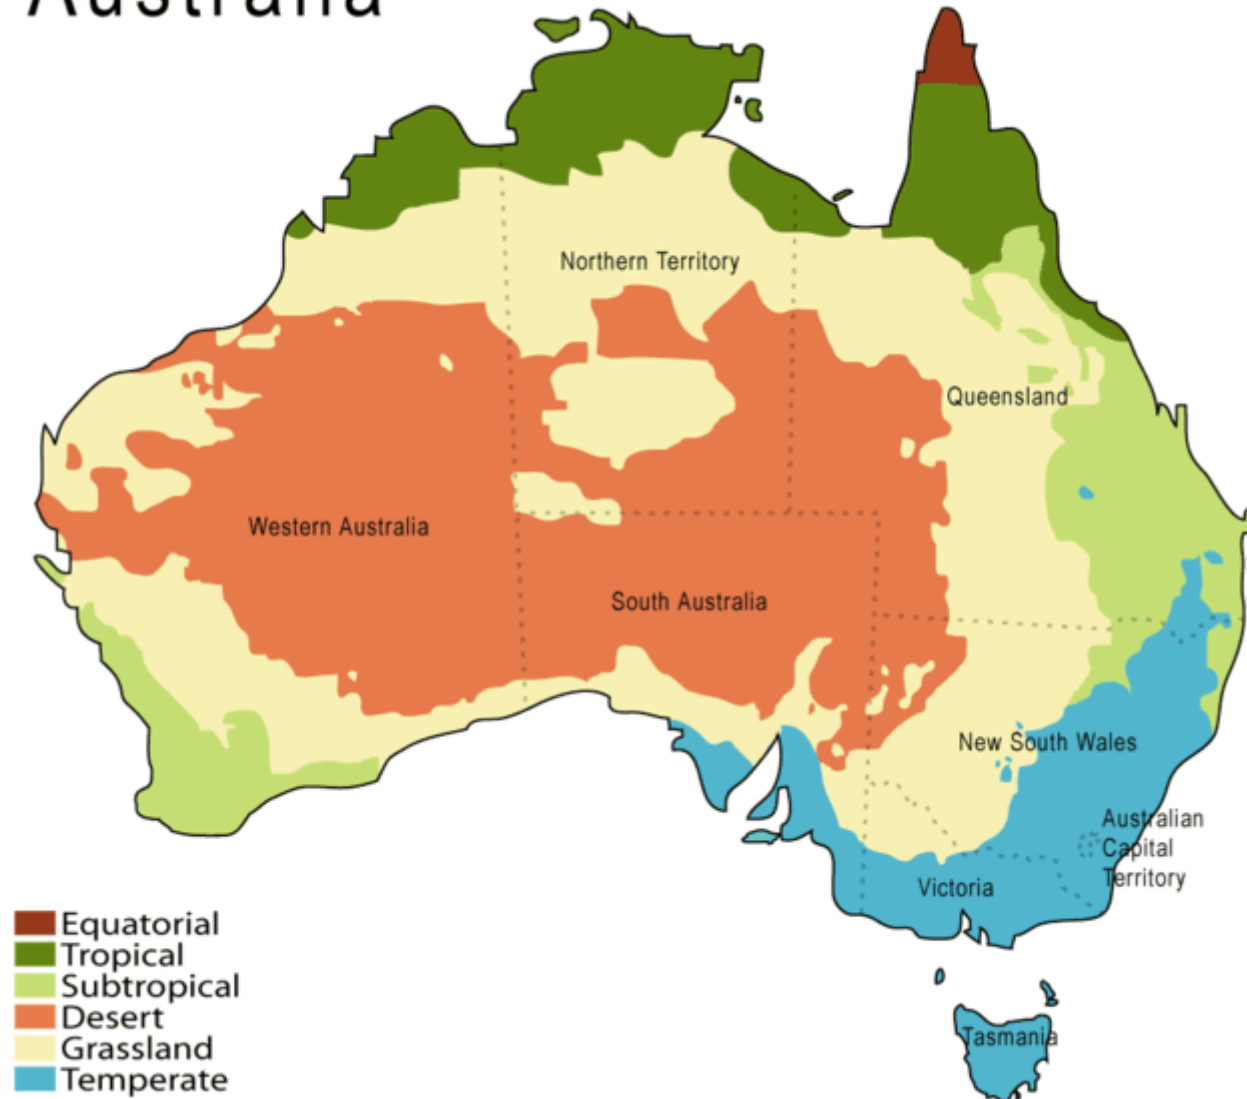 Australia
Northern Territory
Queensland
Western Australia
South Australia
New South Wales
Australian
Capital
Territory
Victoria
Tasmania
Equatorial
Tropical
Subtropical
Desert
Grassland
Temperate